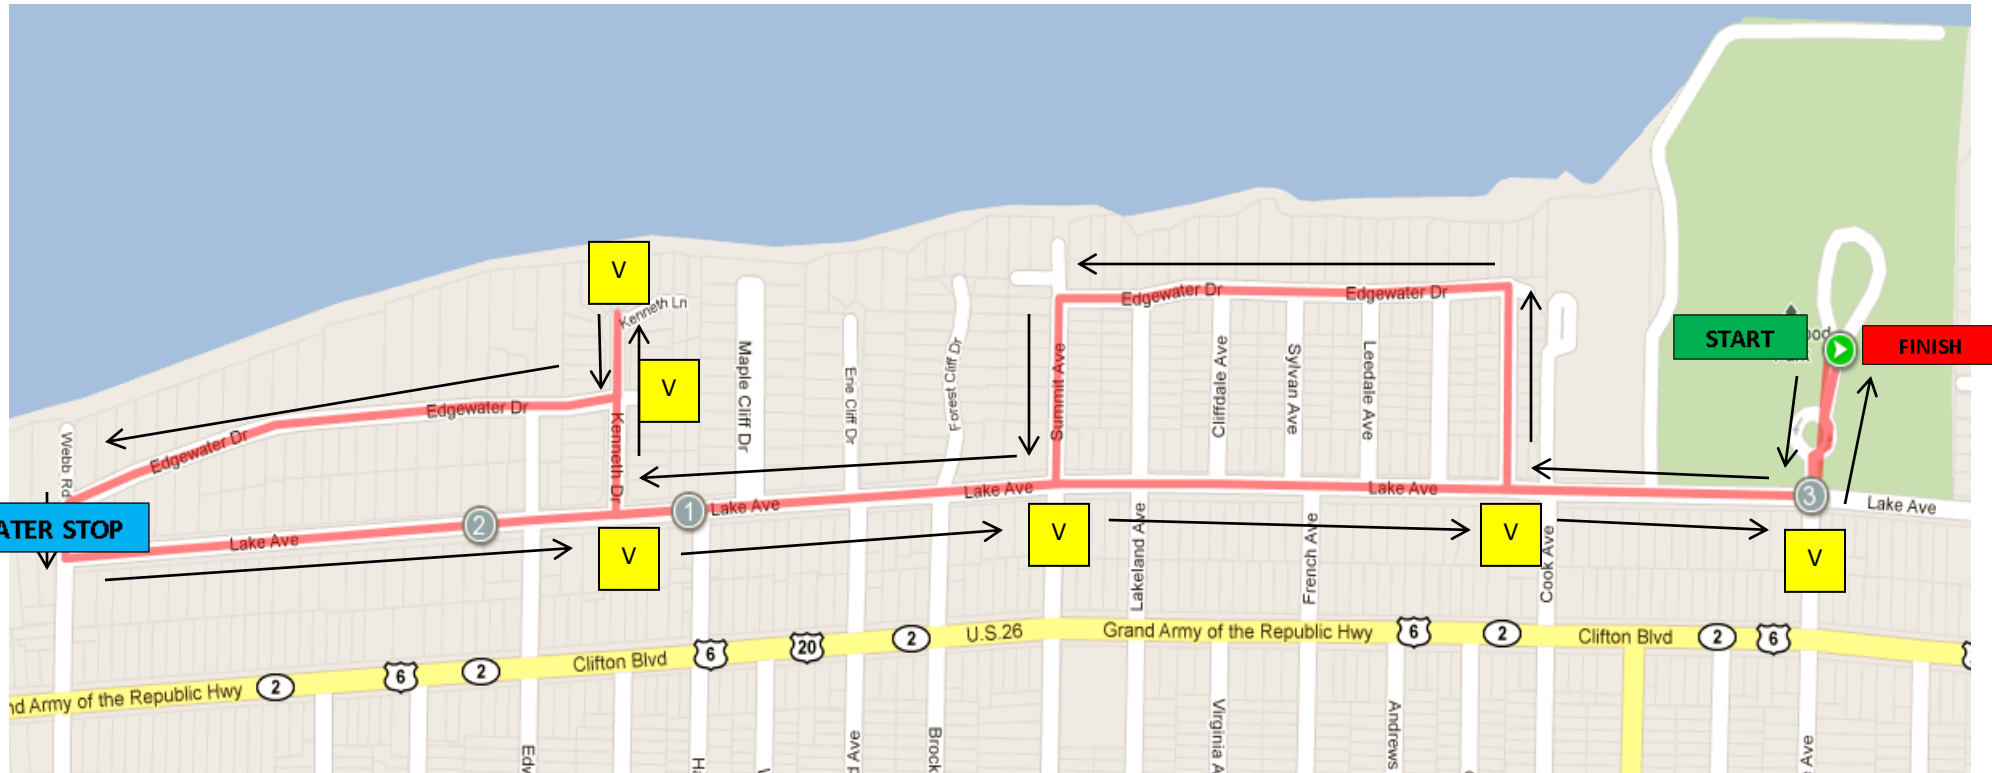 V
Kenneth Ln
Edgewater Dr
Edgewater Dr
START
FINISH
V
Maple Cliff Dr
Erie Cliff Dr
Forest Cliff Dr
Summit Ave
Cliffdale Ave
Sylvan Ave
Leedale Ave
Edgewater Dr
Edgewater Dr
Kenneth Dr
Webb Rd
ATER STOP
2
1
3
Lake Ave
Lake Ave
Lake Ave
Lake Ave
Lake Ave
V
V
V
V
Lakeland Ave
French Ave
Cook Ave
nd Army of the Republic Hwy
2
6
2
Clifton Blvd
6
20
2
U.S.26
Grand Army of the Republic Hwy
6
2
Clifton Blvd
2
6
Edw
Ha
d Ave
Brock
Virginia A
Andrews
Ave